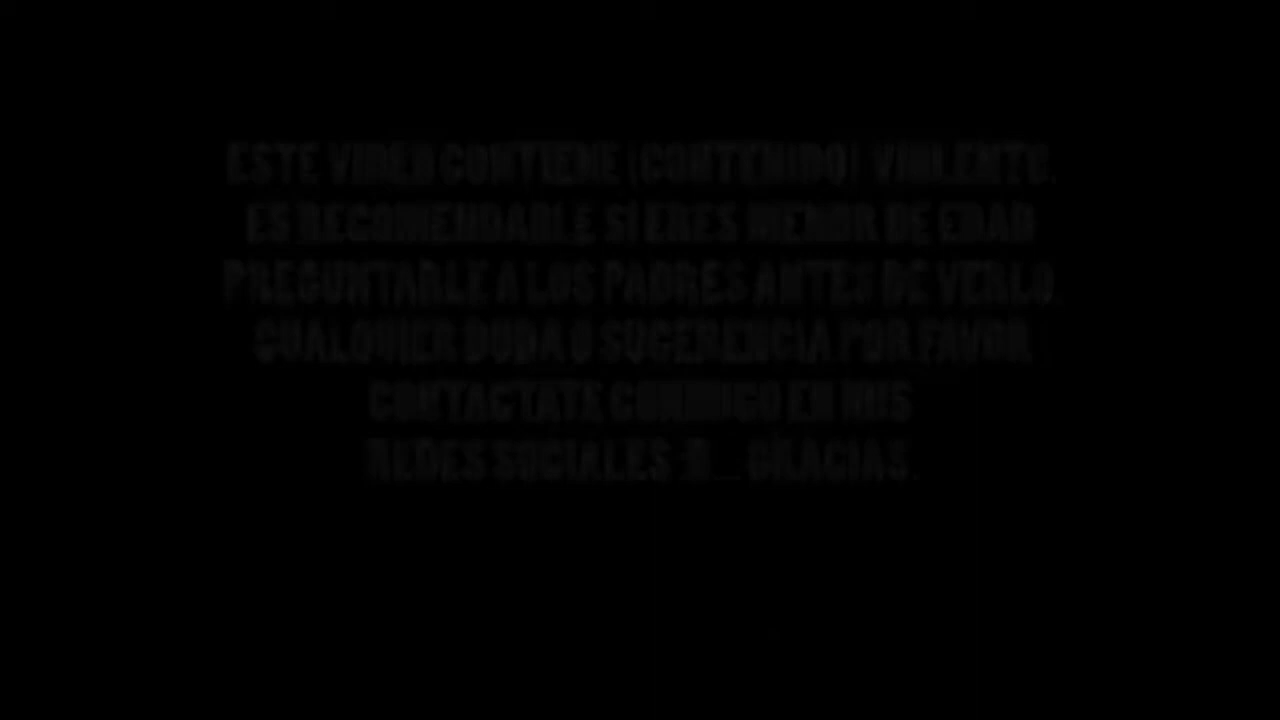 ESTE VIDEO CONTIENE (CONTENIDO) VIOLENTO.
ES RECOMENDABLE SI ERES MENOR DE EDAD
PREGUNTARLE A LOS PADRES ANTES DE VERLO.
CUALQUIER DUDA O SUGERENCIA POR FAVOR
CONTACTATE CONMIGO EN MIS
REDES SOCIALES ... GRACIAS.